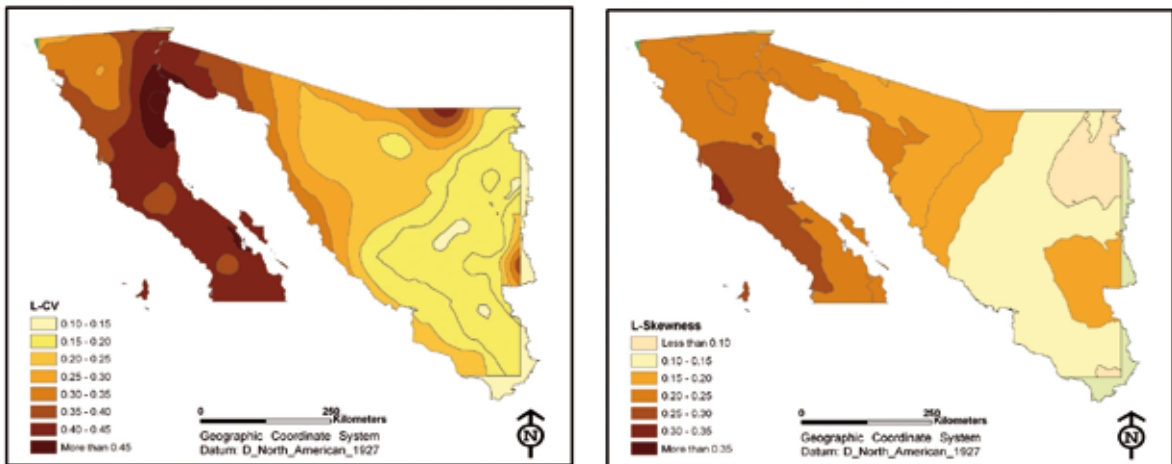 L-CV
0.10 - 0.15
0.15 - 0.20
0.20 - 0.25
0.25 - 0.30
0.30 - 0.35
0.35 - 0.40
0.40 - 0.45
More than 0.45
0 250
Kilometers
Geographic Coordinate System
Datum: D_North_American_1927
N
L-Skewness
Less than 0.10
0.10 - 0.15
0.15 - 0.20
0.20 - 0.25
0.25 - 0.30
0.30 - 0.35
More than 0.35
0 250
Kilometers
Geographic Coordinate System
Datum: D_North_American_1927
N